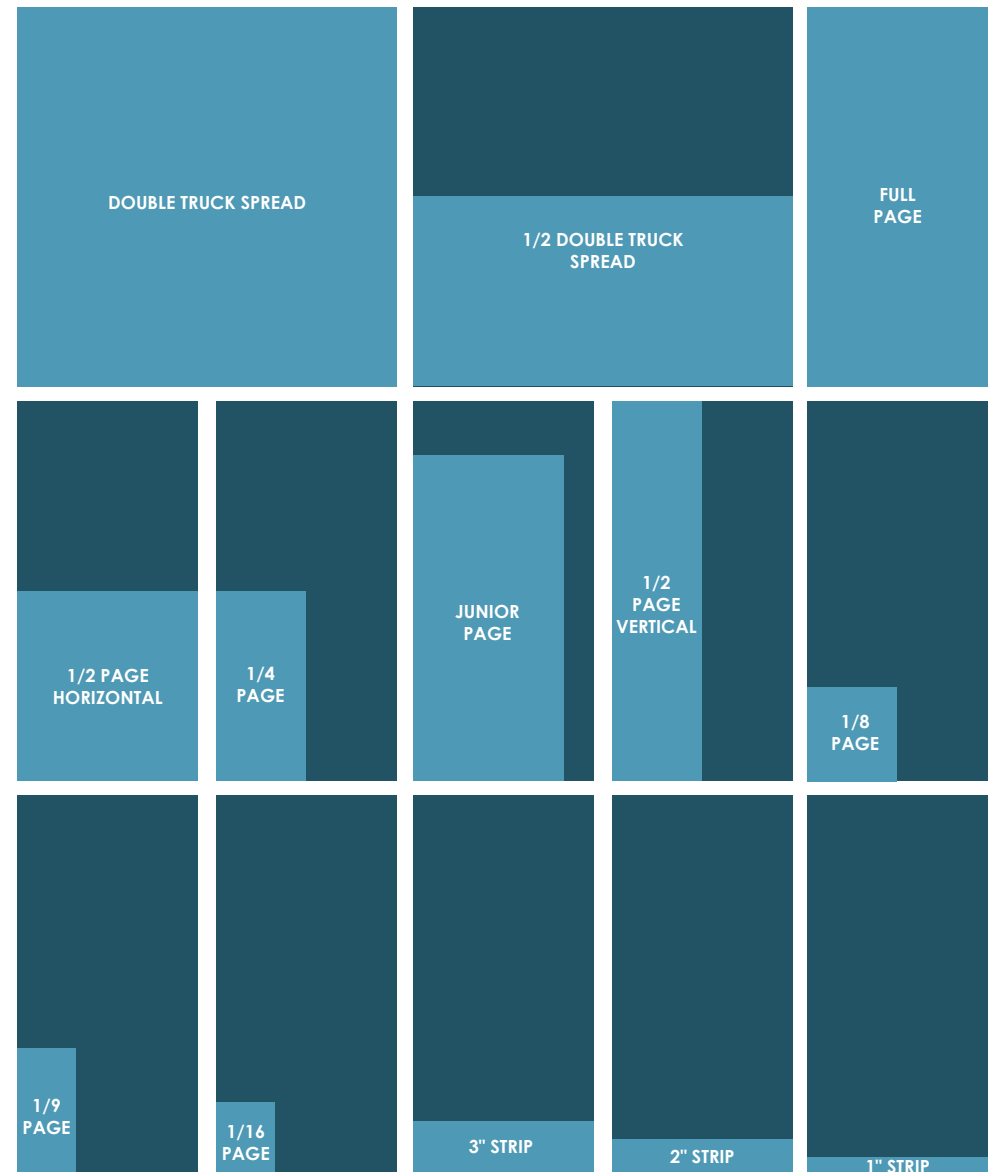 DOUBLE TRUCK SPREAD
1/2 DOUBLE TRUCK
SPREAD
FULL
PAGE
1/2 PAGE
HORIZONTAL
1/4
PAGE
JUNIOR
PAGE
1/2
PAGE
VERTICAL
1/8
PAGE
1/9
PAGE
1/16
PAGE
3" STRIP
2" STRIP
1" STRIP